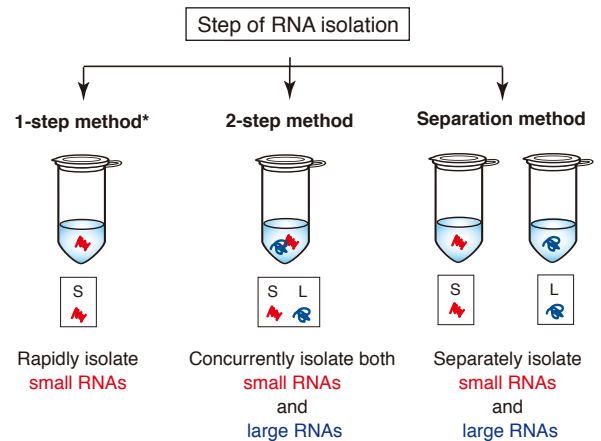 Step of RNA isolation
1-step method*
2-step method
Separation method
S
S L
S
L
Rapidly isolate
small RNAs
Concurrently isolate both
small RNAs
and
large RNAs
Separately isolate
small RNAs
and
large RNAs